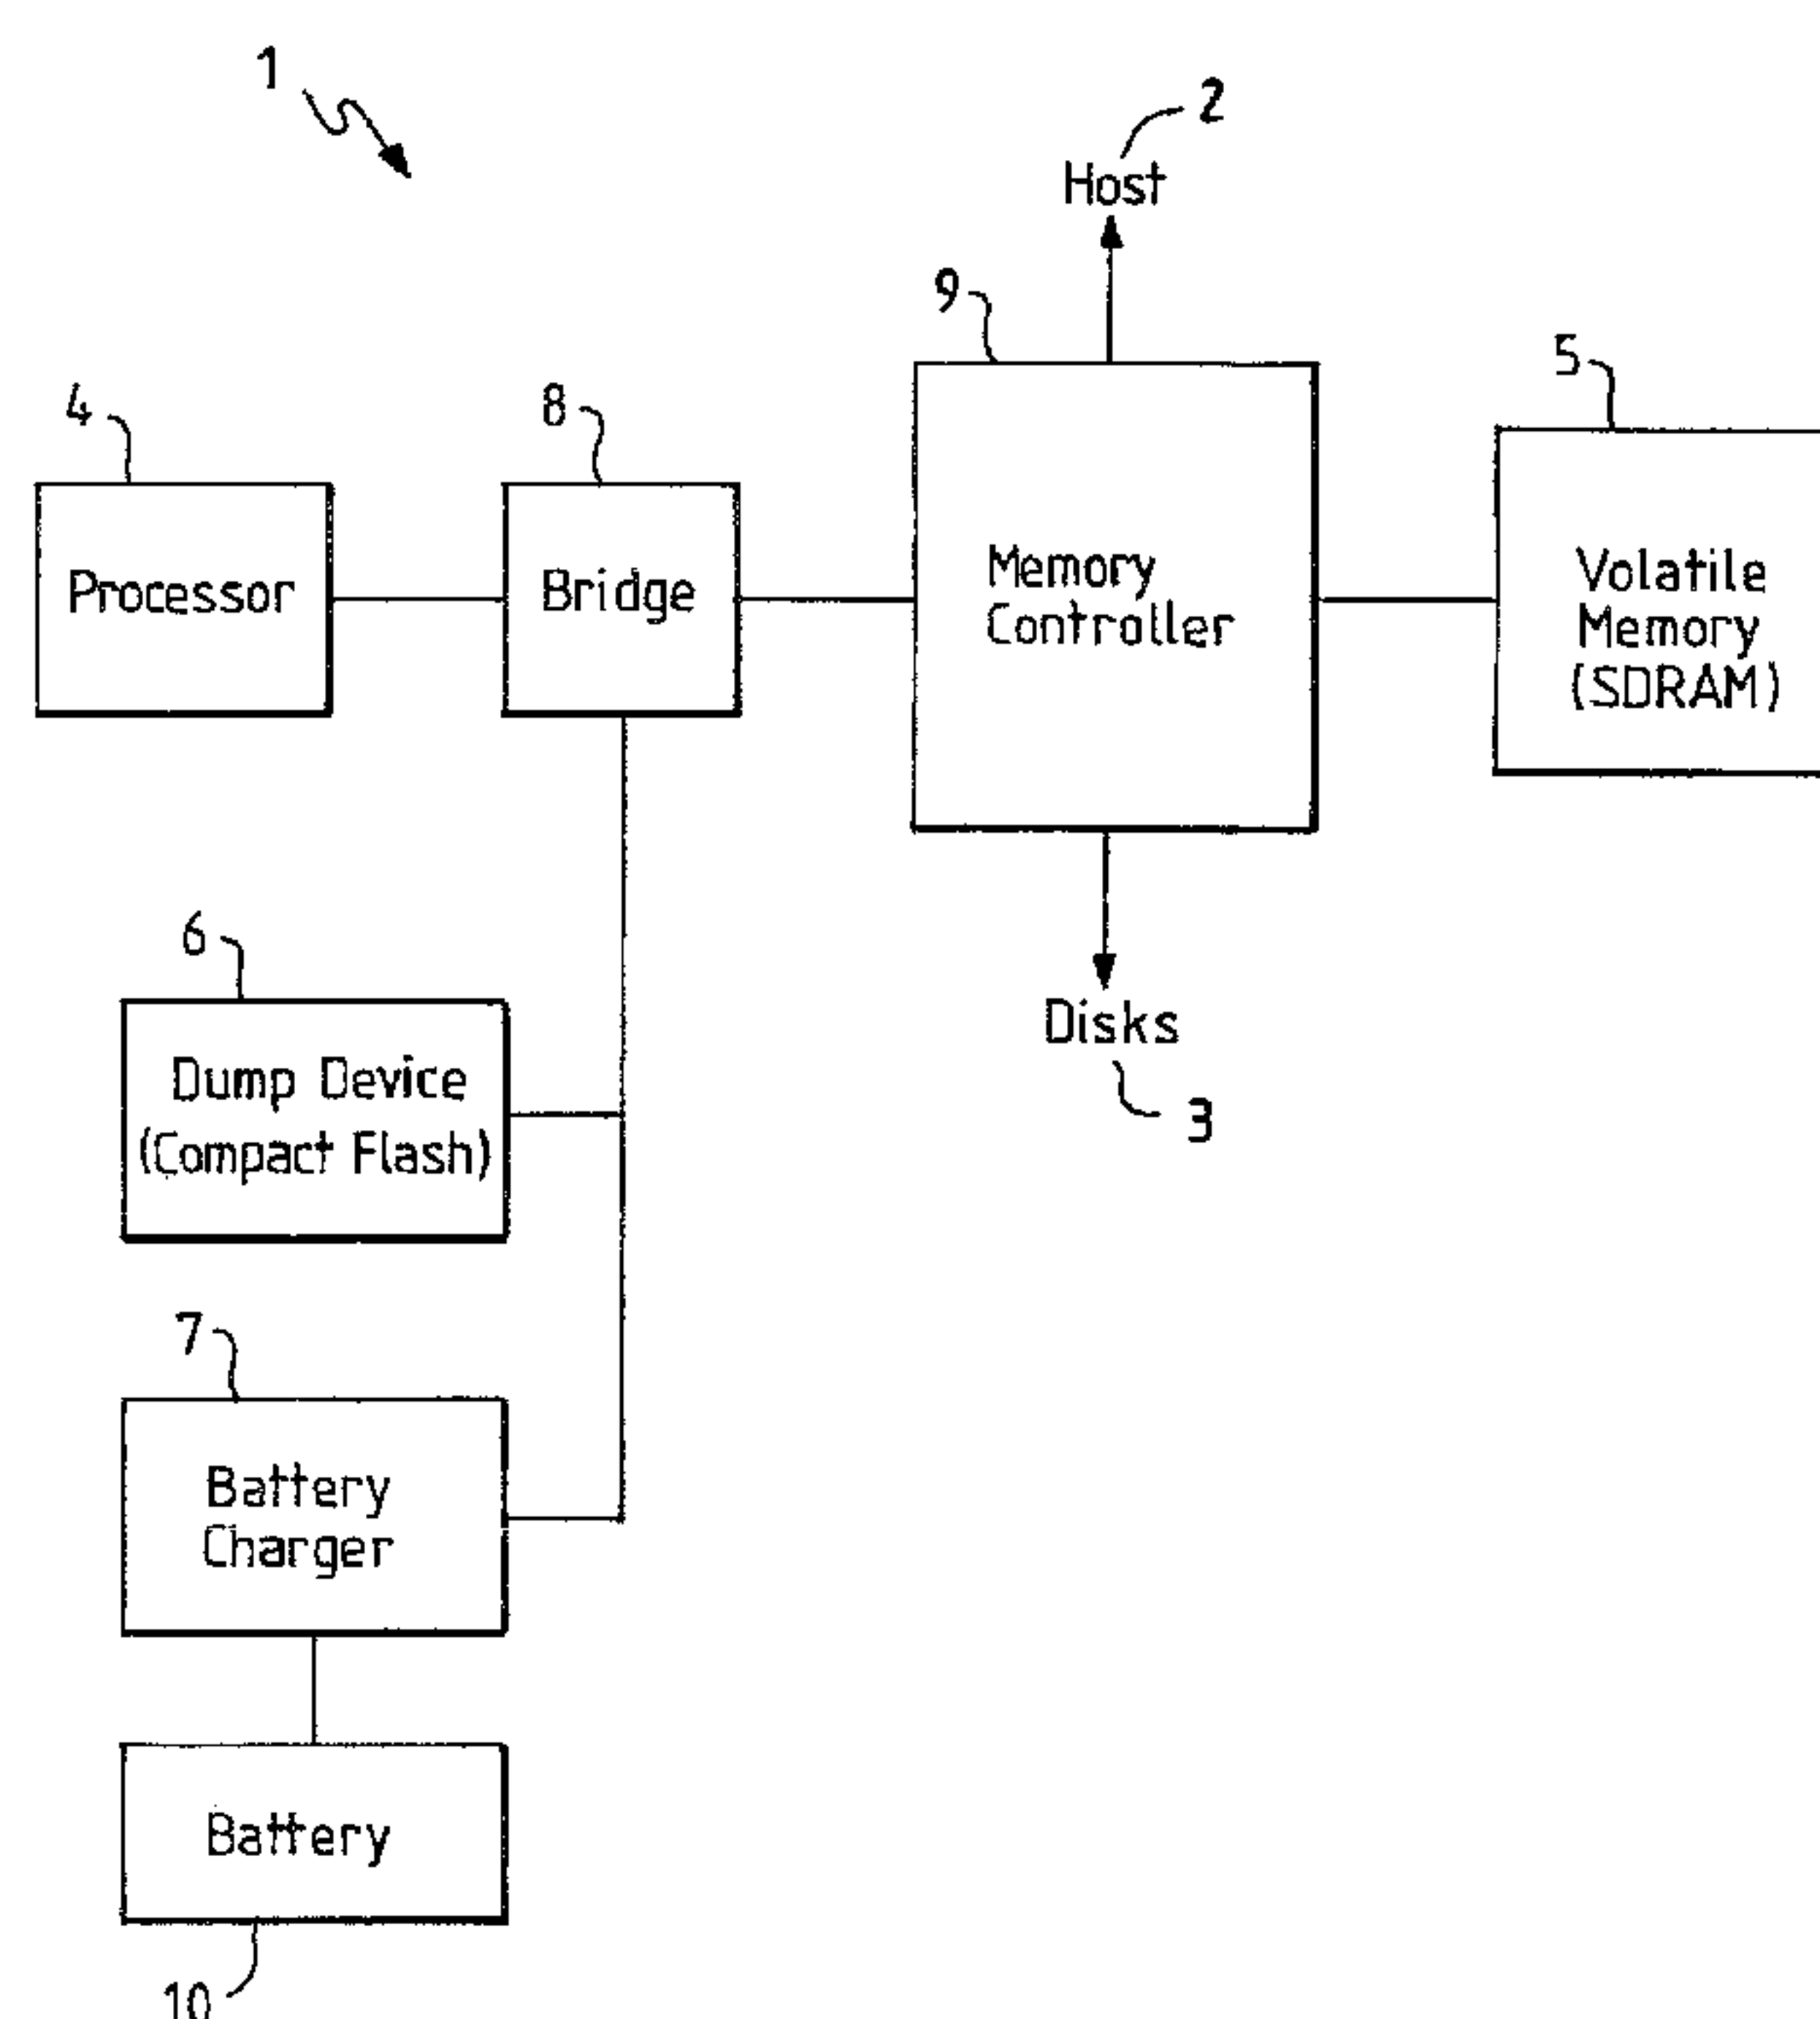 1
2
Host
9
5
4
8
Processor
Bridge
Memory
Controller
Volatile
Memory
(SDRAM)
6
Dump Device
(Compact Flash)
Disks
3
7
Battery
Charger
Battery
10